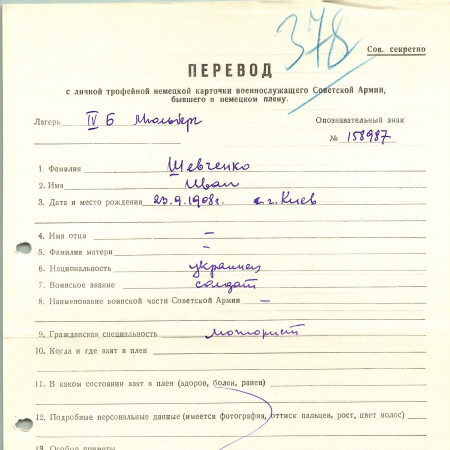 378
Сов. секретно
ПЕРЕВОД
с личной трофейной немецкой карточки военнослужащего Советской Армии,
бывшего в немецком плену.
Лагерь IV Б Мюльберг
Опознавательный знак
№ 158987
1. Фамилия Шевченко
2. Имя Иван
3. Дата и место рождения 23.9.1908г. г. Киев
4. Имя отца —
5. Фамилия матери –
6. Национальность украинец
7. Воинское звание солдат
8. Наименование воинской части Советской Армии —
9. Гражданская специальность моторист
10. Когда и где взят в плен
11. В каком состоянии взят в плен (здоров, болен, ранен)
12. Подробные персональные данные (имеется фотография, оттиск пальцев, рост, цвет волос)
13. Особые приметы